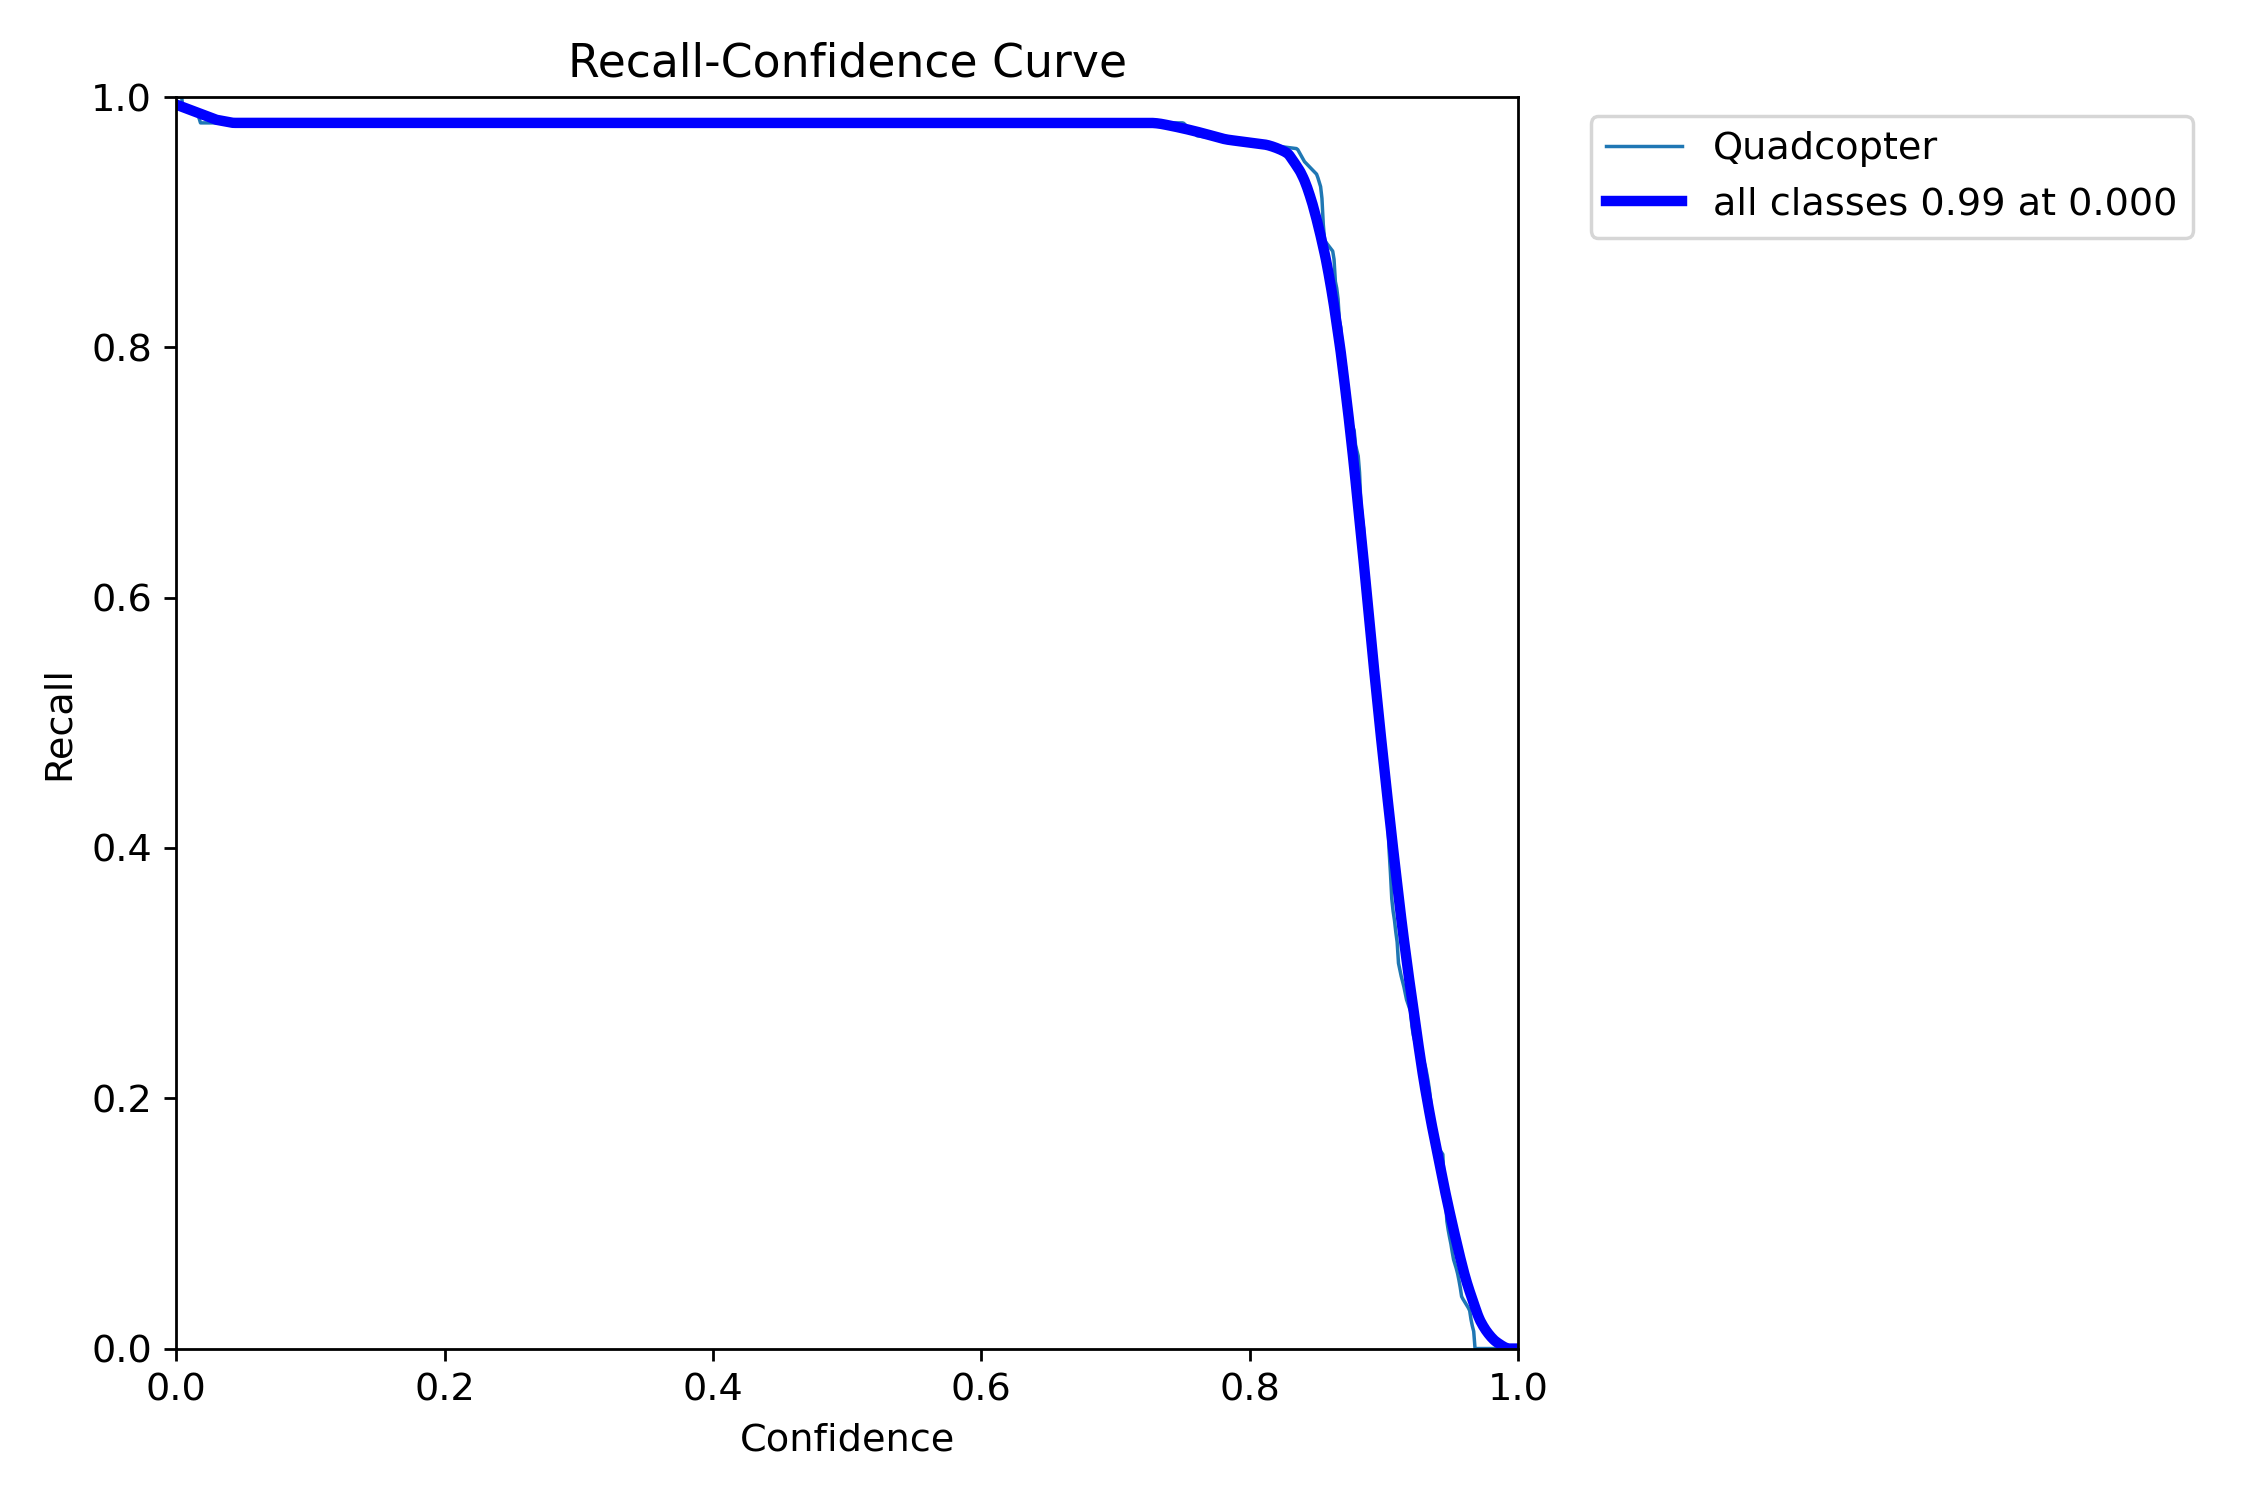 Recall-Confidence Curve
Quadcopter
all classes 0.99 at 0.000
1.0
0.8
0.6
0.4
0.2
0.0
Recall
0.0 0.2 0.4 0.6 0.8 1.0
Confidence